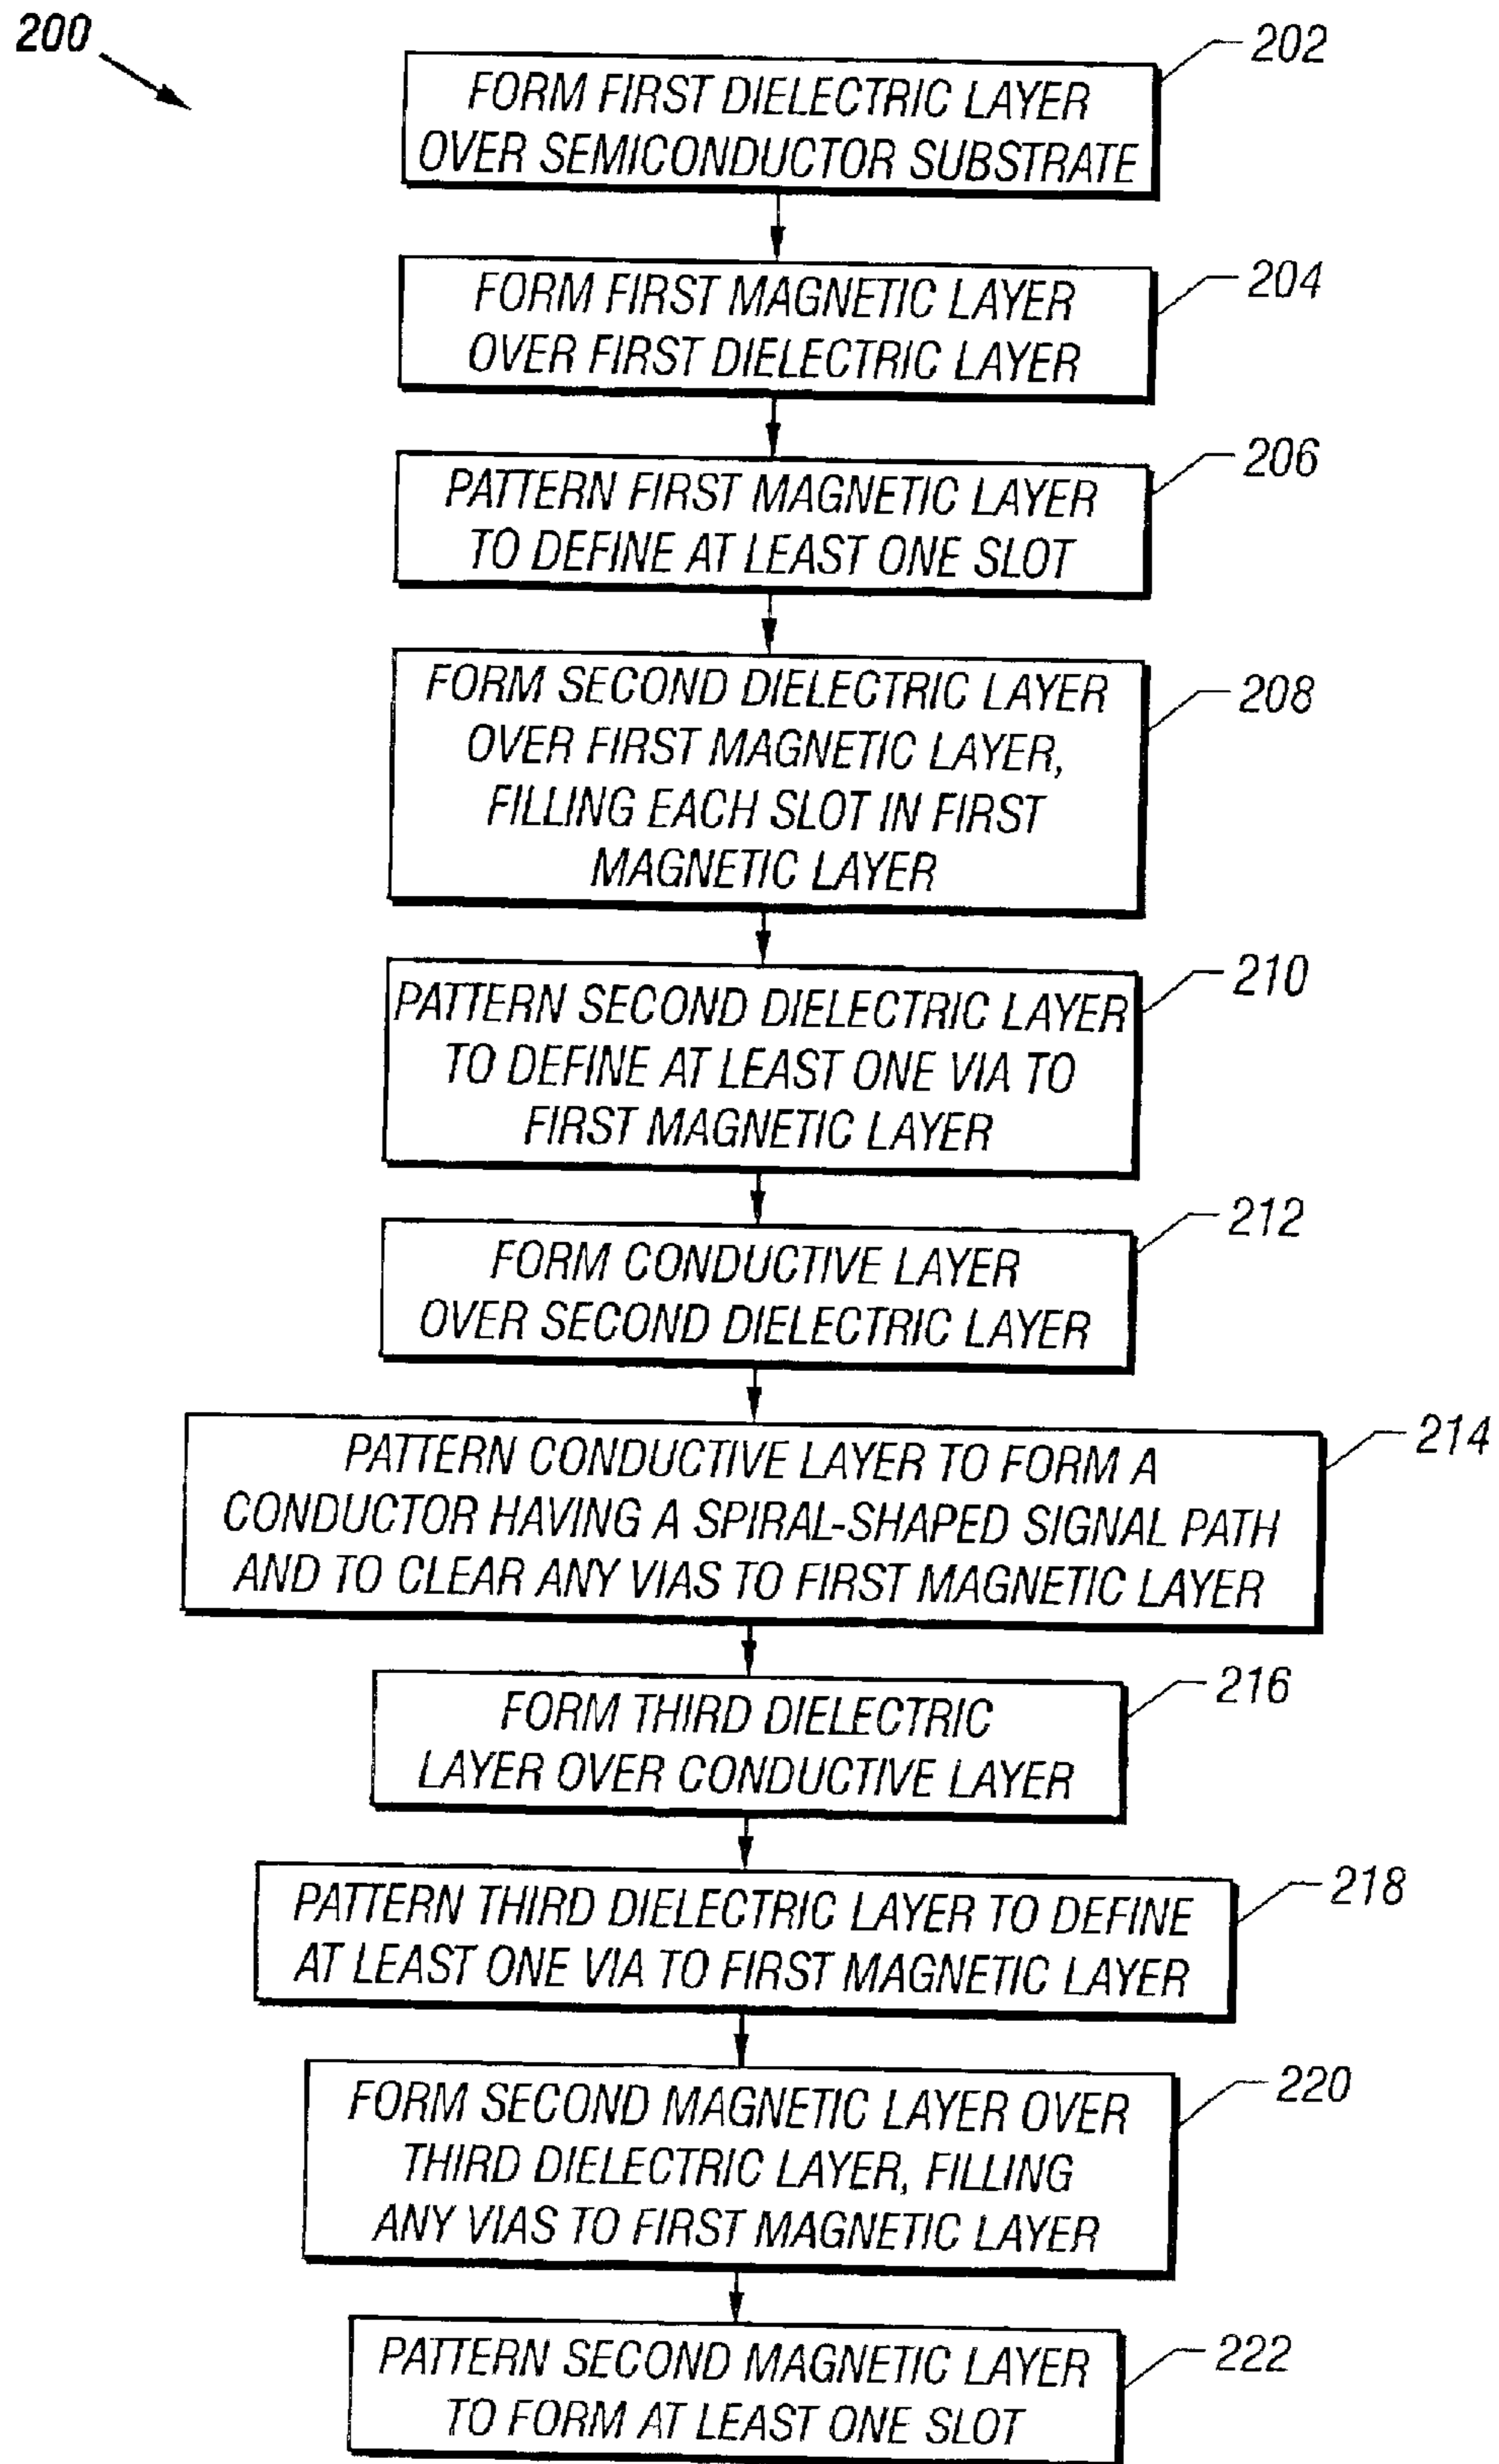 200
202
FORM FIRST DIELECTRIC LAYER
OVER SEMICONDUCTOR SUBSTRATE
204
FORM FIRST MAGNETIC LAYER
OVER FIRST DIELECTRIC LAYER
206
PATTERN FIRST MAGNETIC LAYER
TO DEFINE AT LEAST ONE SLOT
208
FORM SECOND DIELECTRIC LAYER
OVER FIRST MAGNETIC LAYER,
FILLING EACH SLOT IN FIRST
MAGNETIC LAYER
210
PATTERN SECOND DIELECTRIC LAYER
TO DEFINE AT LEAST ONE VIA TO
FIRST MAGNETIC LAYER
212
FORM CONDUCTIVE LAYER
OVER SECOND DIELECTRIC LAYER
214
PATTERN CONDUCTIVE LAYER TO FORM A
CONDUCTOR HAVING A SPIRAL-SHAPED SIGNAL PATH
AND TO CLEAR ANY VIAS TO FIRST MAGNETIC LAYER
216
FORM THIRD DIELECTRIC
LAYER OVER CONDUCTIVE LAYER
218
PATTERN THIRD DIELECTRIC LAYER TO DEFINE
AT LEAST ONE VIA TO FIRST MAGNETIC LAYER
220
FORM SECOND MAGNETIC LAYER OVER
THIRD DIELECTRIC LAYER, FILLING
ANY VIAS TO FIRST MAGNETIC LAYER
222
PATTERN SECOND MAGNETIC LAYER
TO FORM AT LEAST ONE SLOT